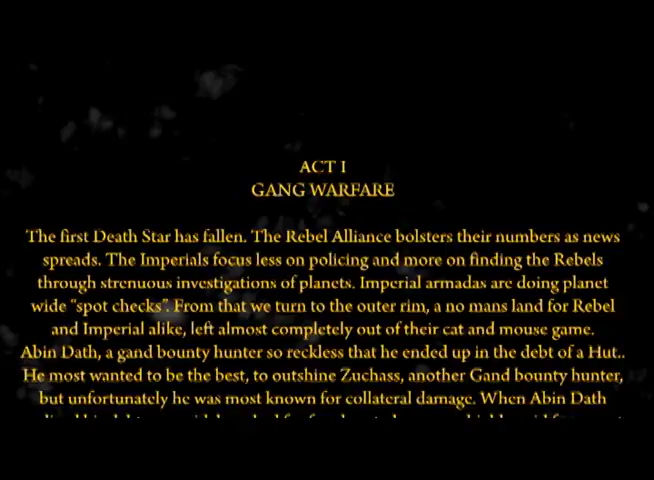 ACT I
GANG WARFARE
The first Death Star has fallen. The Rebel Alliance bolsters their numbers as news
spreads. The Imperials focus less on policing and more on finding the Rebels
through strenuous investigations of planets. Imperial armadas are doing planet
wide “spot checks”. From that we turn to the outer rim, a no mans land for Rebel
and Imperial alike, left almost completely out of their cat and mouse game.
Abin Dath, a gand bounty hunter so reckless that he ended up in the debt of a Hut..
He most wanted to be the best, to outshine Zuchass, another Gand bounty hunter,
but unfortunately he was most known for collateral damage. When Abin Dath